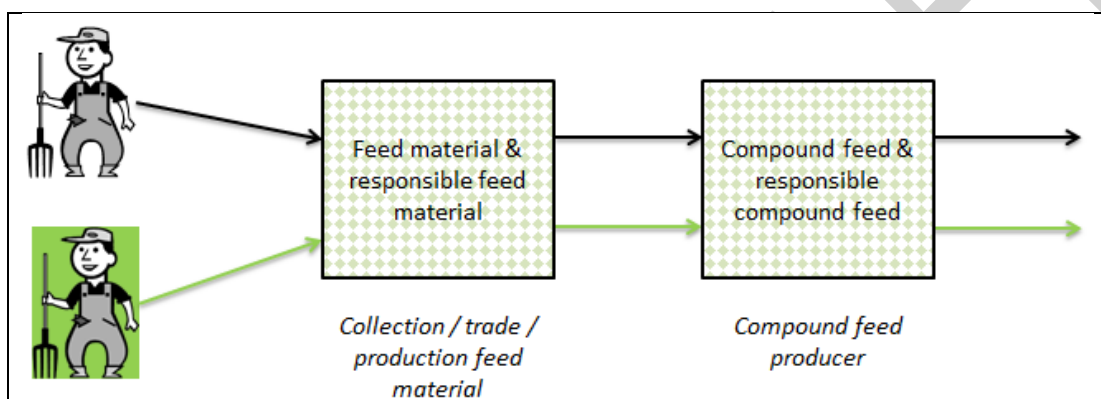 Feed material &
responsible feed
material
Compound feed &
responsible
compound feed
Collection / trade /
production feed
material
Compound feed
producer